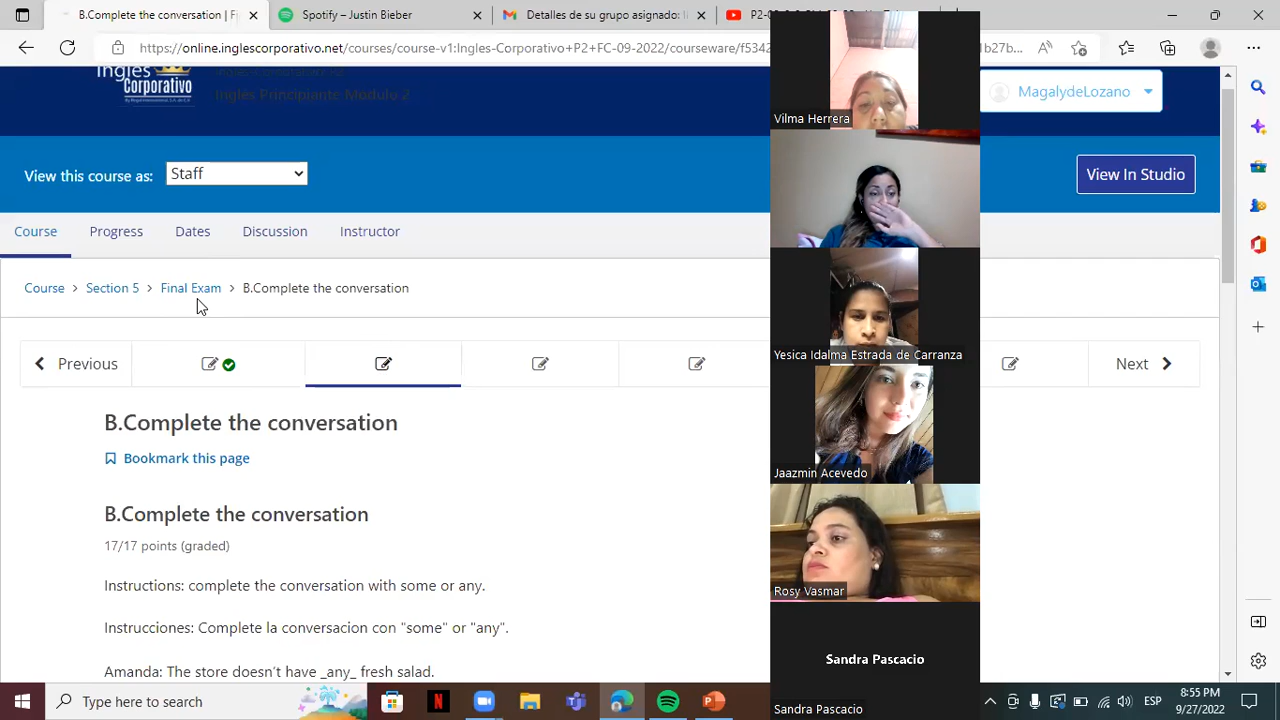 B.Complete the conversation
Spotify - Justin Bieber
Detalles de su grupo asignado: li
https://online.inglescorporativo.net/courses/course-v1:Ingles-Corporativo+P2+FC-09-2022/courseware/f5342
1b27b...
Ingles
Corporativo
Inglés Principiante Módulo 2
MagalydeLozano
View this course as:
Staff
View In Studio
Course
Progress
Dates
Discussion
Instructor
Course > Section 5 > Final Exam > B.Complete the conversation
Previous
Next
B.Complete the conversation
Bookmark this page
B.Complete the conversation
17/17 points (graded)
Instructions: complete the conversation with some or any.
Instrucciones: Complete la conversacion con "some" or "any".
Amanda: The store doesn't have _any_ fresh salad.
Vilma Herrera
Yesica Idalma Estrada de Carranza
Jaazmin Acevedo
Rosy Vasmar
Sandra Pascacio
Sandra Pascacio
Type here to search
ESP
8:55 PM
9/27/2022